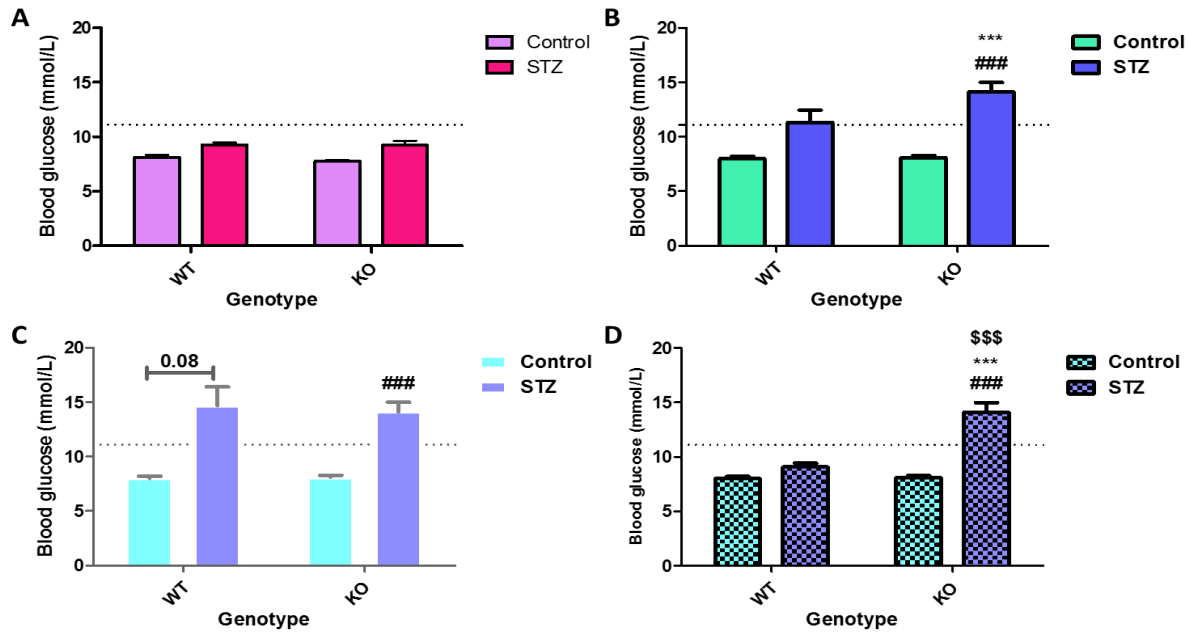 A
Blood glucose (mmol/L)
20
15
10
5
0
WT
KO
Genotype
Control
STZ
B
Blood glucose (mmol/L)
20
15
10
5
0
***
###
WT
KO
Genotype
Control
STZ
C
Blood glucose (mmol/L)
20
15
10
5
0
0.08
###
WT
KO
Genotype
Control
STZ
D
Blood glucose (mmol/L)
20
15
10
5
0
$$$
***
###
WT
KO
Genotype
Control
STZ